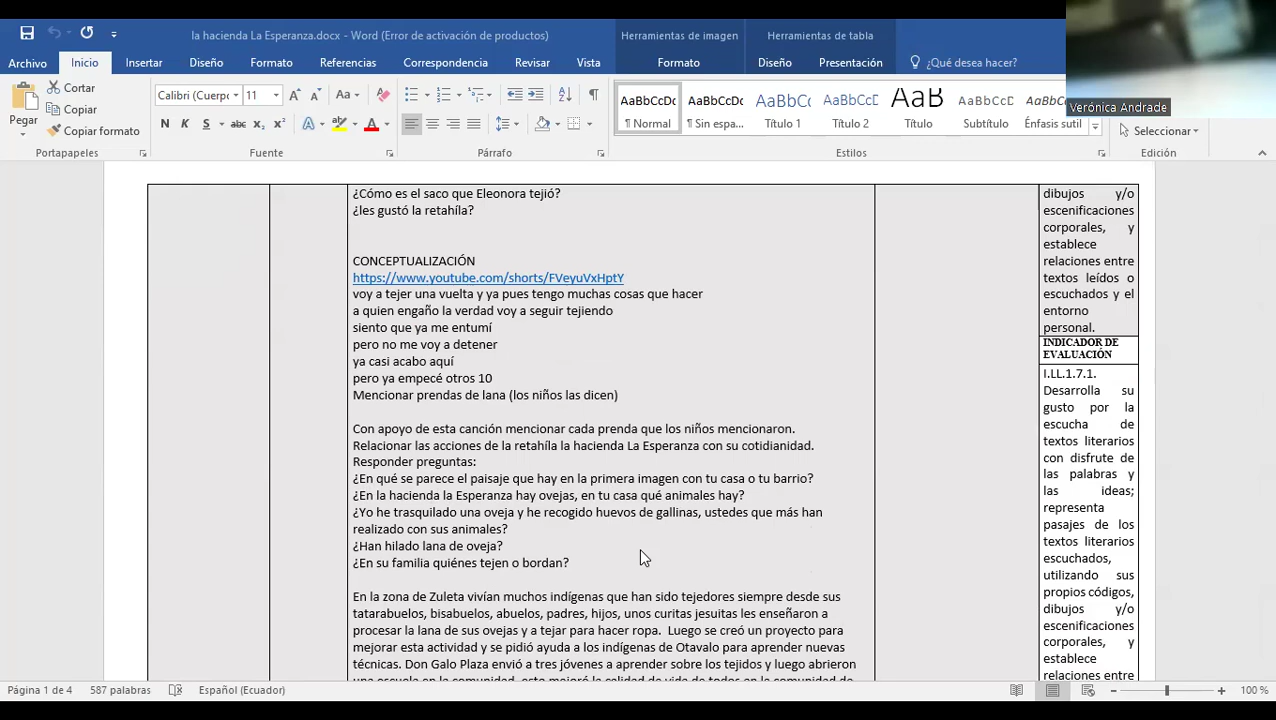 la hacienda La Esperanza.docx - Word (Error de activación de productos)
Herramientas de imagen
Herramientas de tabla
Archivo
Inicio
Insertar
Diseño
Formato
Referencias
Correspondencia
Revisar
Vista
Formato
Diseño
Presentación
¿Qué desea hacer?
Verónica Andrade
Pegar
Cortar
Copiar
Copiar formato
Portapapeles
Calibri (Cuerpo
11
Aa
N K S abc x₂ x²
A
A
Fuente
Párrafo
AaBbCcDc
¶ Normal
AaBbCcDc
¶ Sin espa...
AaBbCc
Título 1
AaBbCcD
Título 2
AaB
Título
AaBbCcD
Subtítulo
AaBbCcDc
Énfasis sutil
Estilos
Seleccionar
Edición
¿Cómo es el saco que Eleonora tejió?
¿les gustó la retahíla?
CONCEPTUALIZACIÓN
https://www.youtube.com/shorts/FVeyuVxHptY
voy a tejer una vuelta y ya pues tengo muchas cosas que hacer
a quien engaño la verdad voy a seguir tejiendo
siento que ya me entumí
pero no me voy a detener
ya casi acabo aquí
pero ya empecé otros 10
Mencionar prendas de lana (los niños las dicen)
Con apoyo de esta canción mencionar cada prenda que los niños mencionaron.
Relacionar las acciones de la retahíla la hacienda La Esperanza con su cotidianidad.
Responder preguntas:
¿En qué se parece el paisaje que hay en la primera imagen con tu casa o tu barrio?
¿En la hacienda la Esperanza hay ovejas, en tu casa qué animales hay?
¿Yo he trasquilado una oveja y he recogido huevos de gallinas, ustedes que más han
realizado con sus animales?
¿Han hilado lana de oveja?
¿En su familia quiénes tejen o bordan?
En la zona de Zuleta vivían muchos indígenas que han sido tejedores siempre desde sus
tatarabuelos, bisabuelos, abuelos, padres, hijos, unos curitas jesuitas les enseñaron a
procesar la lana de sus ovejas y a tejar para hacer ropa.  Luego se creó un proyecto para
mejorar esta actividad y se pidió ayuda a los indígenas de Otavalo para aprender nuevas
técnicas. Don Galo Plaza envió a tres jóvenes a aprender sobre los tejidos y luego abrieron
una escuela en la comunidad, esto mejoró la calidad de vida de todos en la comunidad de
dibujos y/o
escenificaciones
corporales, y
establece
relaciones entre
textos leídos o
escuchados y el
entorno
personal.
INDICADOR DE
EVALUACIÓN
I.LL.1.7.1.
Desarrolla su
gusto por la
escucha de
textos literarios
con disfrute de
las palabras y
las ideas;
representa
pasajes de los
textos literarios
escuchados,
utilizando sus
propios códigos,
dibujos y/o
escenificaciones
corporales, y
establece
relaciones entre
Página 1 de 4
587 palabras
Español (Ecuador)
100 %